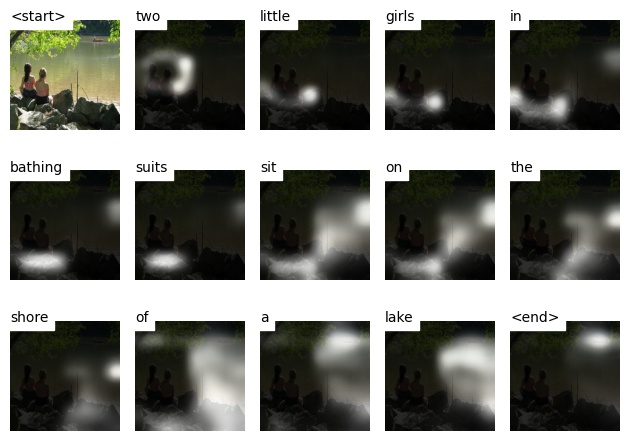 <start> two little girls in
bathing suits sit on the
shore of a lake <end>